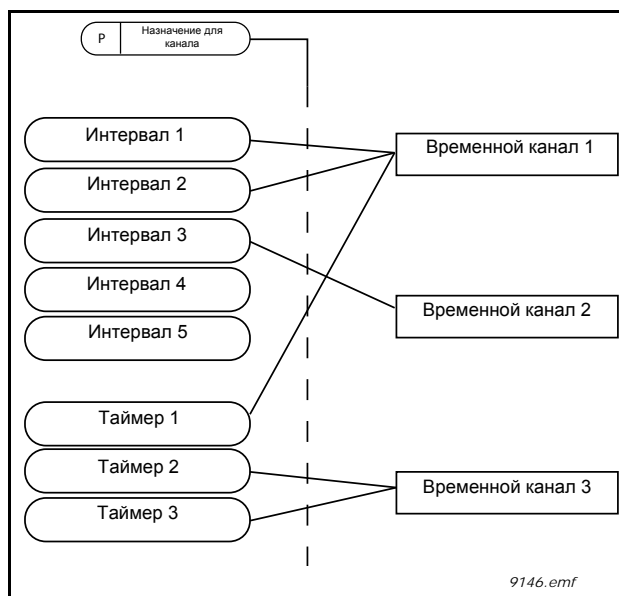 P
Назначение для
канала
Интервал 1
Временной канал 1
Интервал 2
Интервал 3
Интервал 4
Временной канал 2
Интервал 5
Таймер 1
Таймер 2
Временной канал 3
Таймер 3
9146.emf